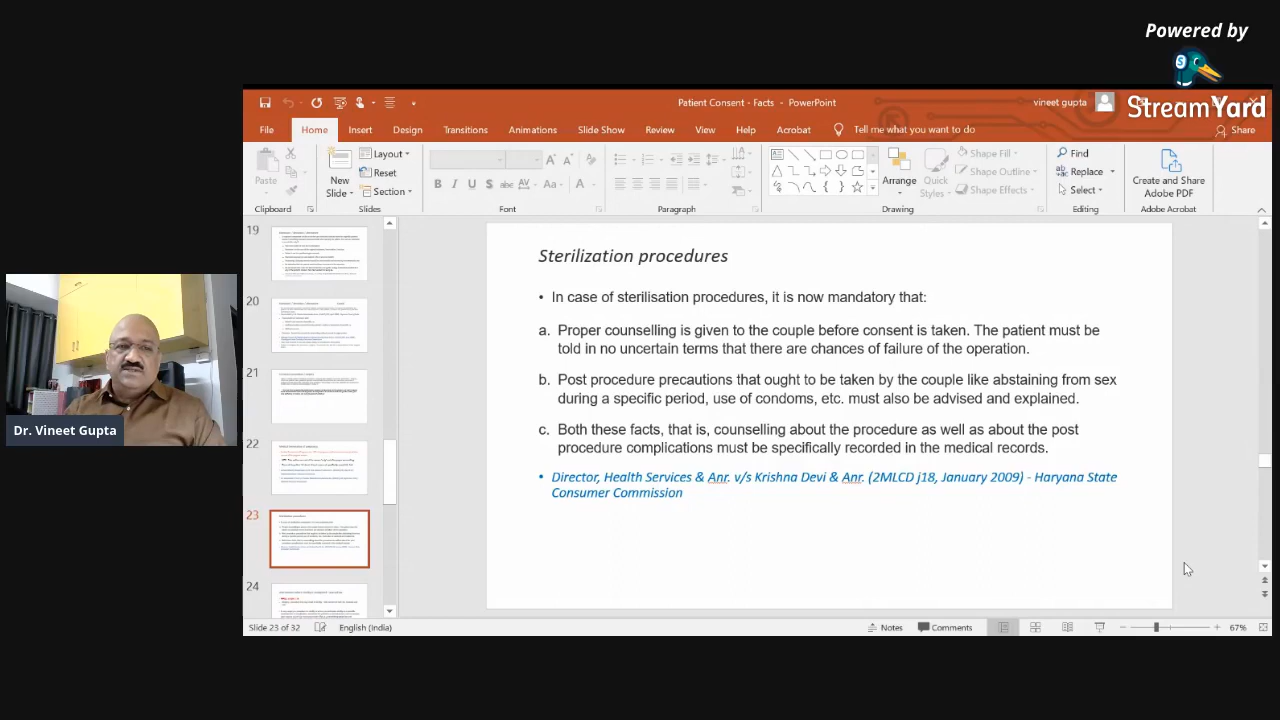 Powered by
StreamYard
Patient Consent - Facts - PowerPoint
vineet gupta
File Home Insert Design Transitions Animations Slide Show Review View Help Acrobat Tell me what you want to do
Share
Paste
New Slide
Layout
Reset
Section
Arrange
Quick Styles
Shape Fill
Shape Outline
Shape Effects
Find
Replace
Select
Create and Share Adobe PDF
Clipboard Slides Font Paragraph Drawing Editing Adobe Acrobat
19
20
21
22
23
24
Sterilization procedures
• In case of sterilisation procedures, it is now mandatory that:
a. Proper counselling is given to the couple before consent is taken. The patient must be
told in no uncertain terms that there are chances of failure of the operation.
b. Post procedure precautions that ought to be taken by the couple like abstaining from sex
during a specific period, use of condoms, etc. must also be advised and explained.
c. Both these facts, that is, counselling about the procedure as well as about the post
procedure complications must be specifically recorded in the medical records.
• Director, Health Services & Anr. v/s Krishna Devi & Anr. (2MLCD j18, January 2009) - Haryana State
Consumer Commission
Dr. Vineet Gupta
Slide 23 of 32 English (India) Notes Comments 67%